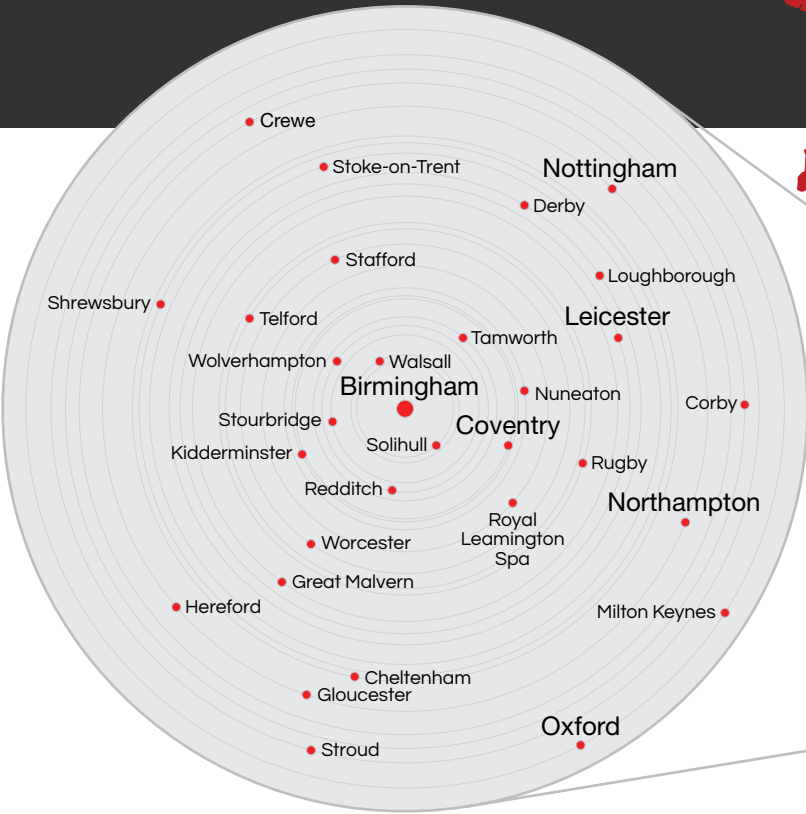 Crewe
Stoke-on-Trent
Nottingham
Derby
Stafford
Loughborough
Shrewsbury
Telford
Leicester
Tamworth
Wolverhampton
Walsall
Birmingham
Nuneaton
Corby
Stourbridge
Coventry
Solihull
Kidderminster
Rugby
Redditch
Northampton
Royal
Leamington
Spa
Worcester
Great Malvern
Hereford
Milton Keynes
Cheltenham
Gloucester
Oxford
Stroud